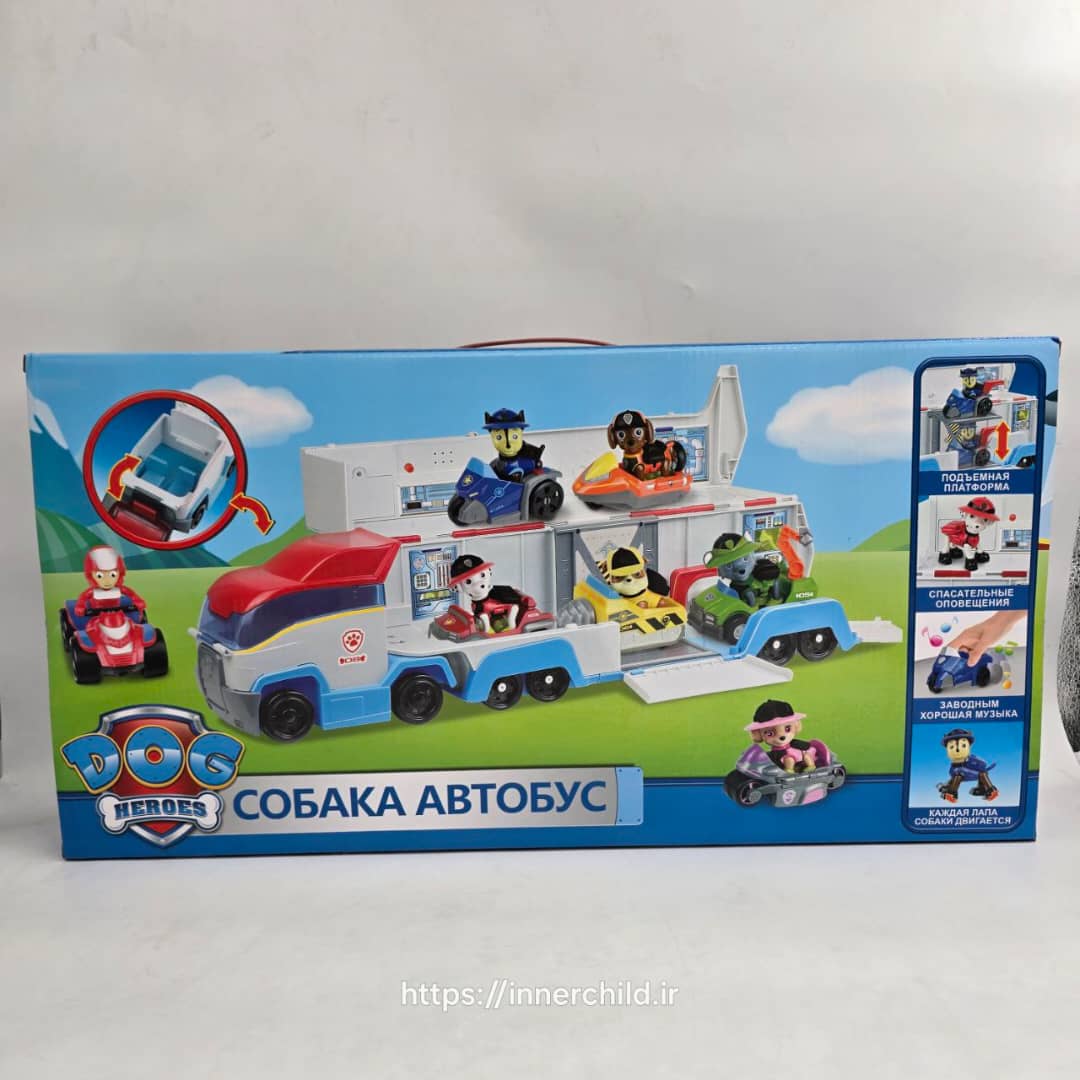 ПОДЪЕМНАЯ
ПЛАТФОРМА
СПАСАТЕЛЬНЫЕ
ОПОВЕЩЕНИЯ
ЗАВОДНЫМ
ХОРОШАЯ МУЗЫКА
КАЖДАЯ ЛАПА
СОБАКИ ДВИГАЕТСЯ
DOG
HEROES
СОБАКА АВТОБУС
https://innerchild.ir